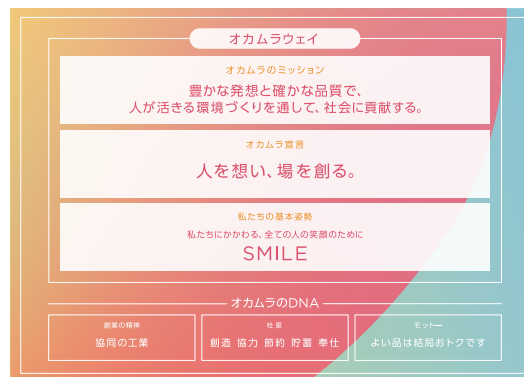 オカムラウェイ
オカムラのミッション
豊かな発想と確かな品質で、
人が活きる環境づくりを通して、社会に貢献する。
オカムラ宣言
人を想い、場を創る。
私たちの基本姿勢
私たちにかかわる、全ての人の笑顔のために
SMILE
オカムラのDNA
創業の精神
協同の工業
社是
創造 協力 節約 貯蓄 奉仕
モットー
よい品は結局おトクです